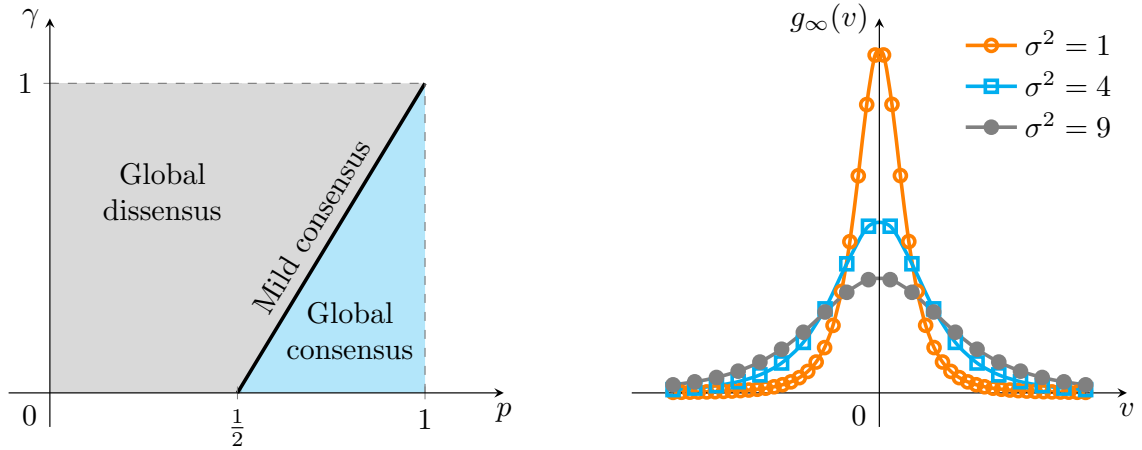 γ
1
Global
dissensus
Mild consensus
Global
consensus
0
1/2
1
p
g∞(v)
σ² = 1
σ² = 4
σ² = 9
0
v